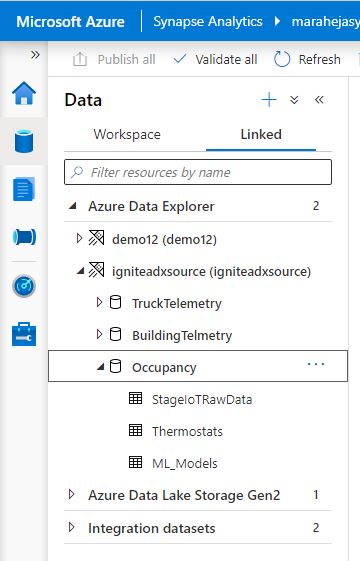 Microsoft Azure | Synapse Analytics ▸ marahejasy
»
Publish all Validate all Refresh
Data
Workspace Linked
Filter resources by name
Azure Data Explorer 2
demo12 (demo12)
igniteadxsource (igniteadxsource)
TruckTelemetry
BuildingTelmetry
Occupancy ...
StageIoTRawData
Thermostats
ML_Models
Azure Data Lake Storage Gen2 1
Integration datasets 2